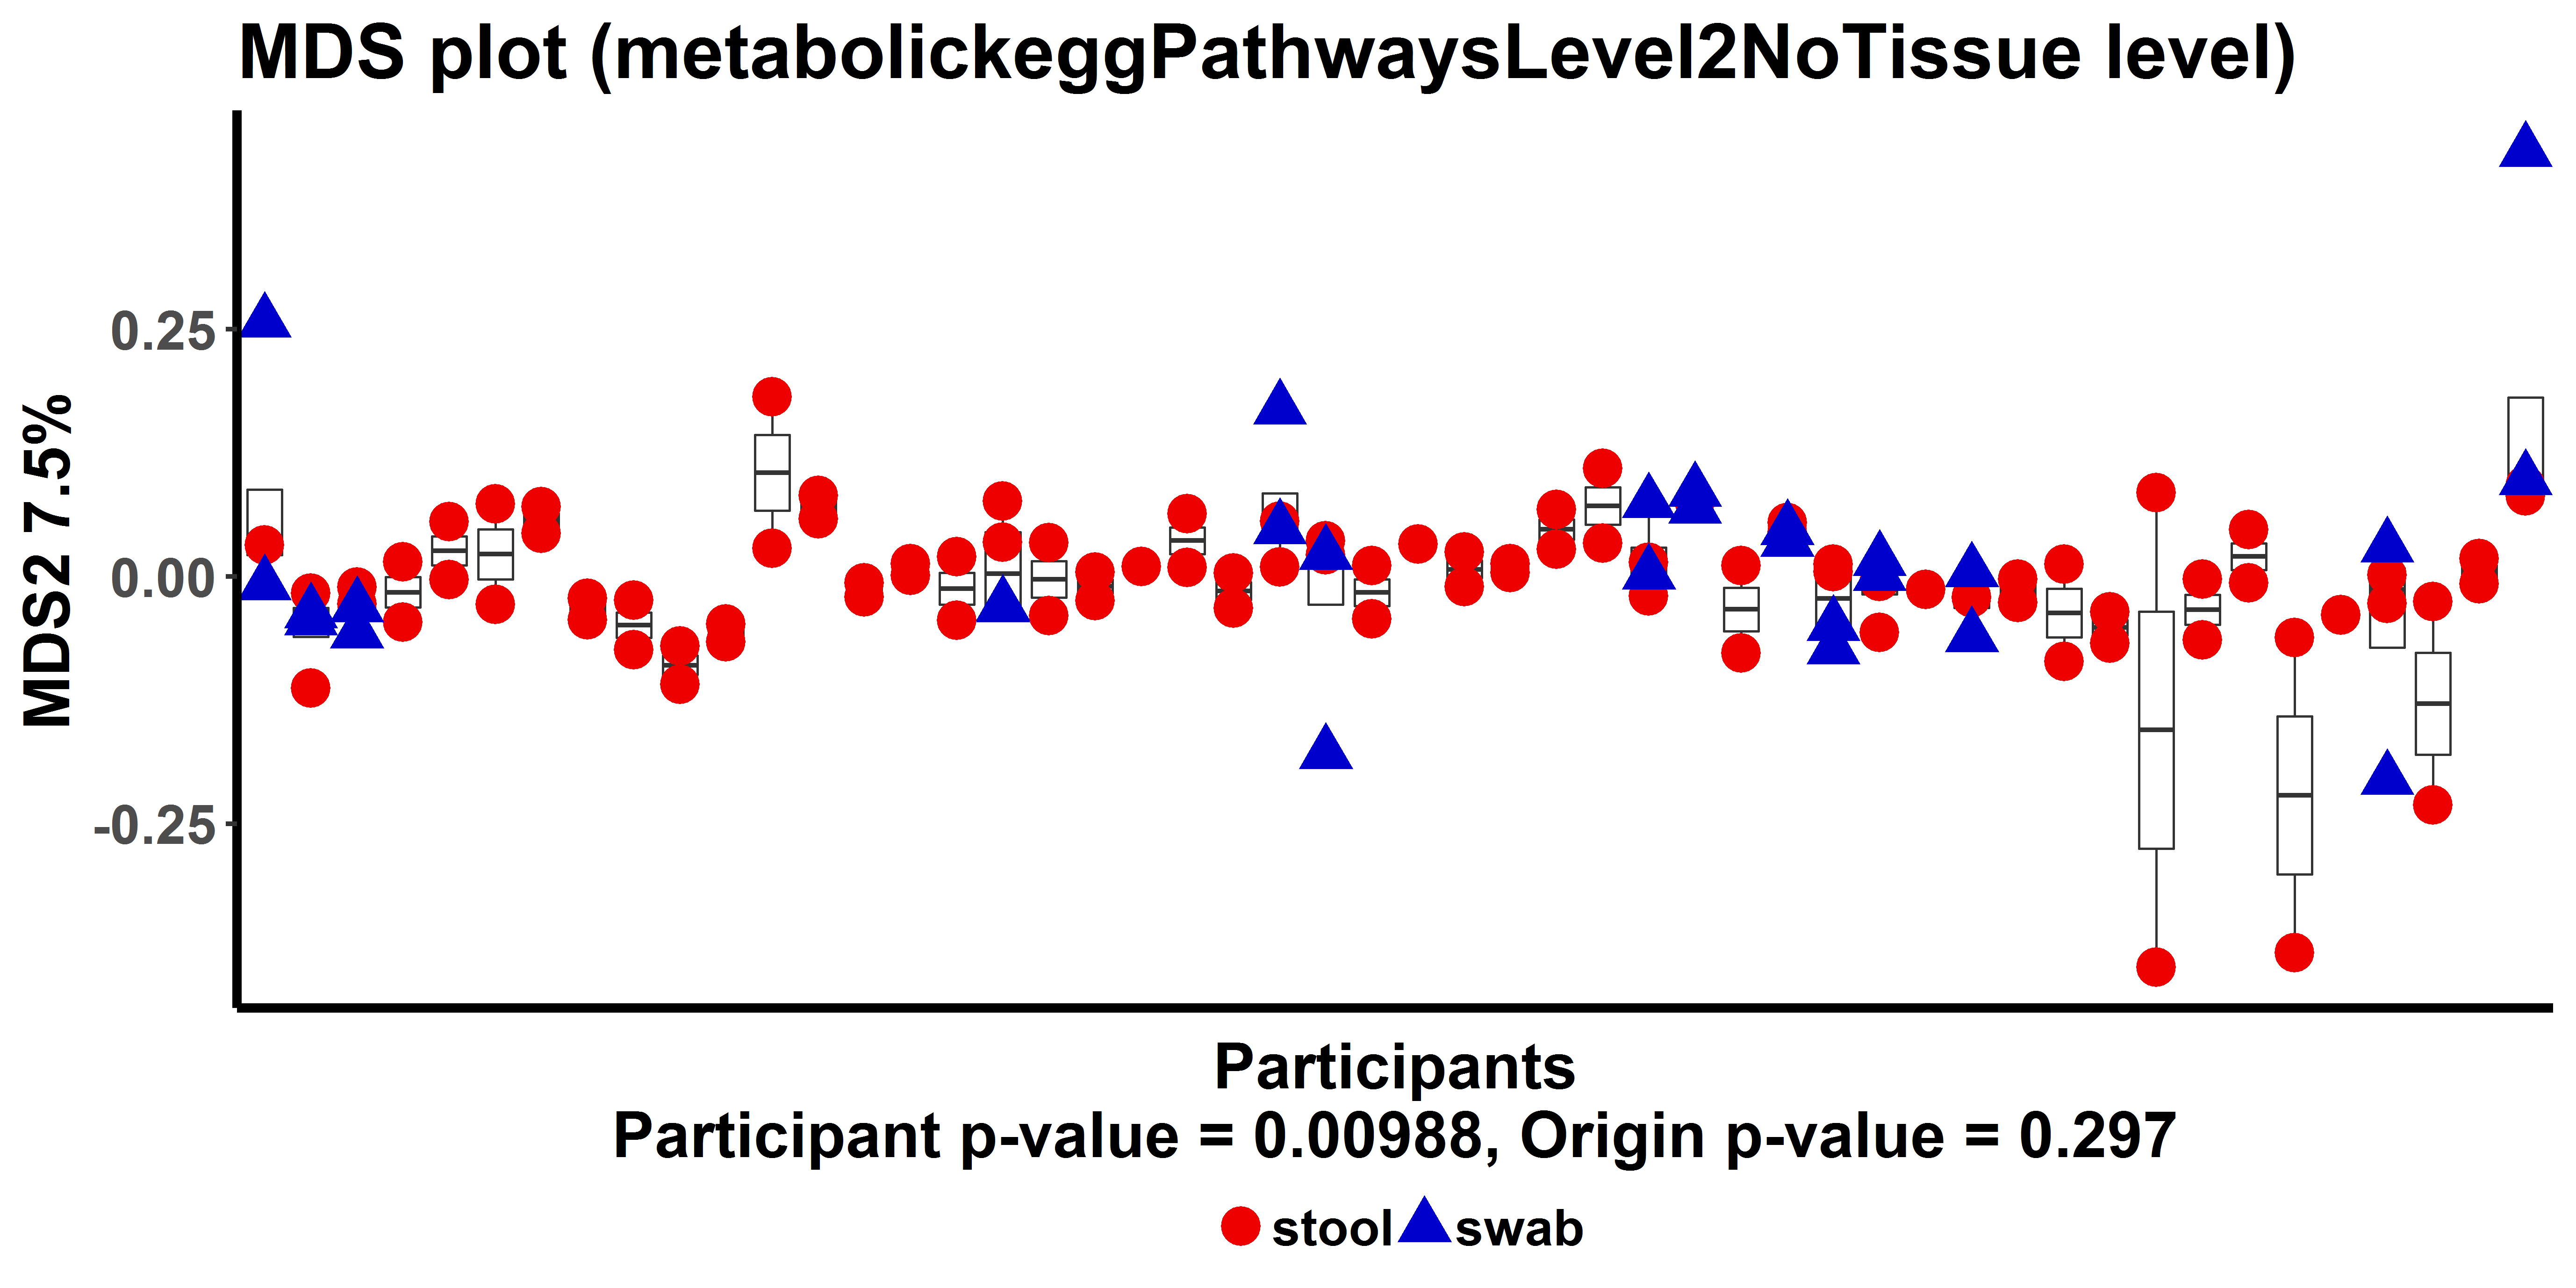 MDS plot (metabolickeggPathwaysLevel2NoTissue level)
MDS2 7.5%
0.25
0.00
-0.25
Participants
Participant p-value = 0.00988, Origin p-value = 0.297
stool swab